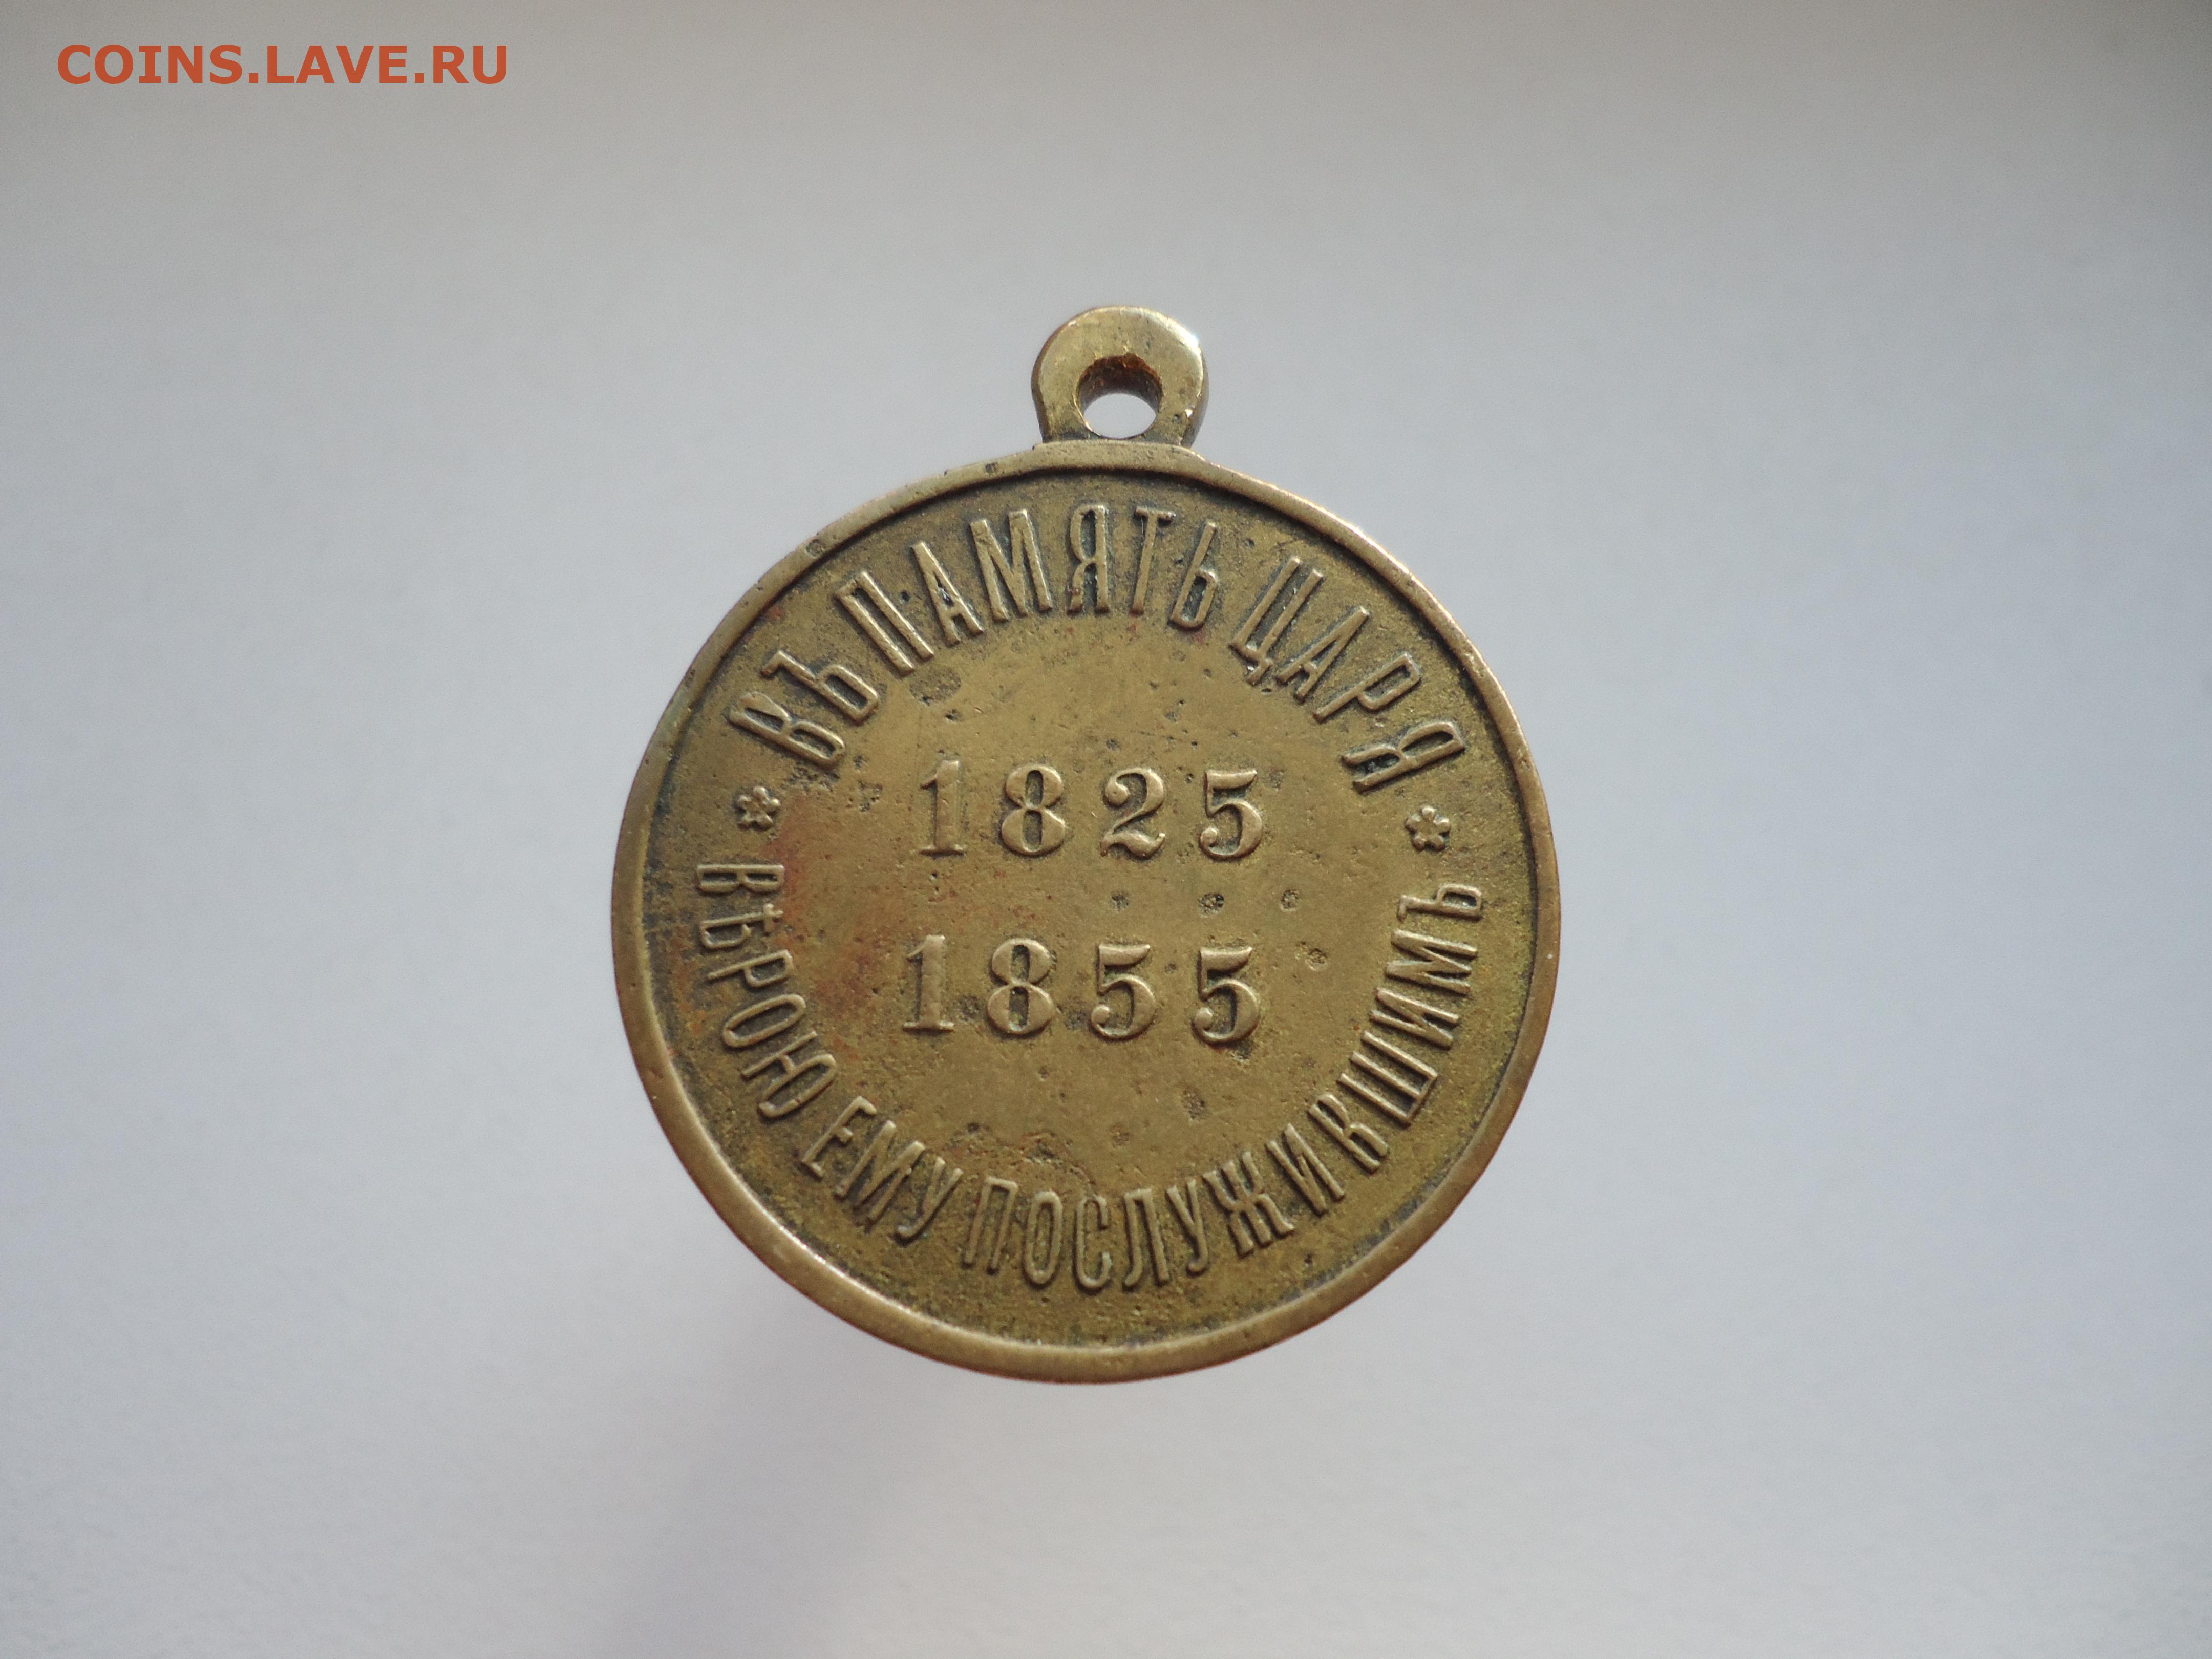 COINS.LAVE.RU
ВЪ ПАМЯТЬ ЦАРЯ
1825
1855
ВѢРОЮ ЕМУ ПОСЛУЖИВШИМЪ